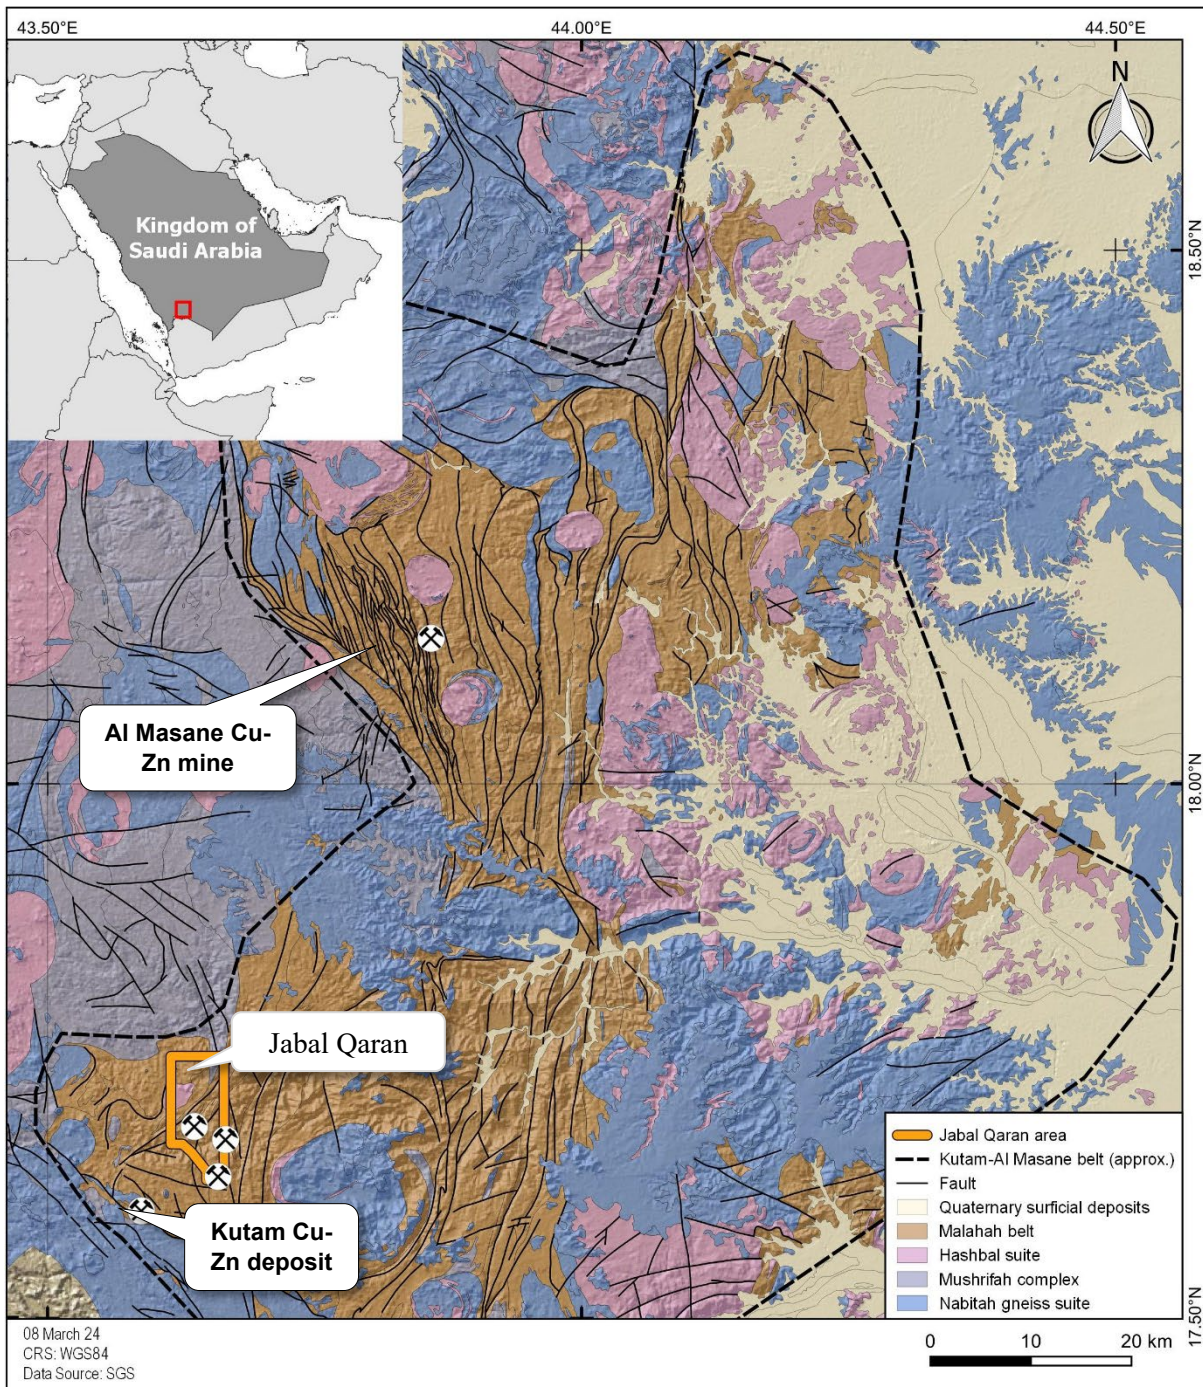 43.50°E
44.00°E
44.50°E
N
Kingdom of
Saudi Arabia
18.50°N
Al Masane Cu-
Zn mine
18.00°N
Jabal Qaran
Kutam Cu-
Zn deposit
Jabal Qaran area
Kutam-Al Masane belt (approx.)
Fault
Quaternary surficial deposits
Malahah belt
Hashbal suite
Mushrifah complex
Nabitah gneiss suite
17.50°N
08 March 24
CRS: WGS84
Data Source: SGS
0 10 20 km